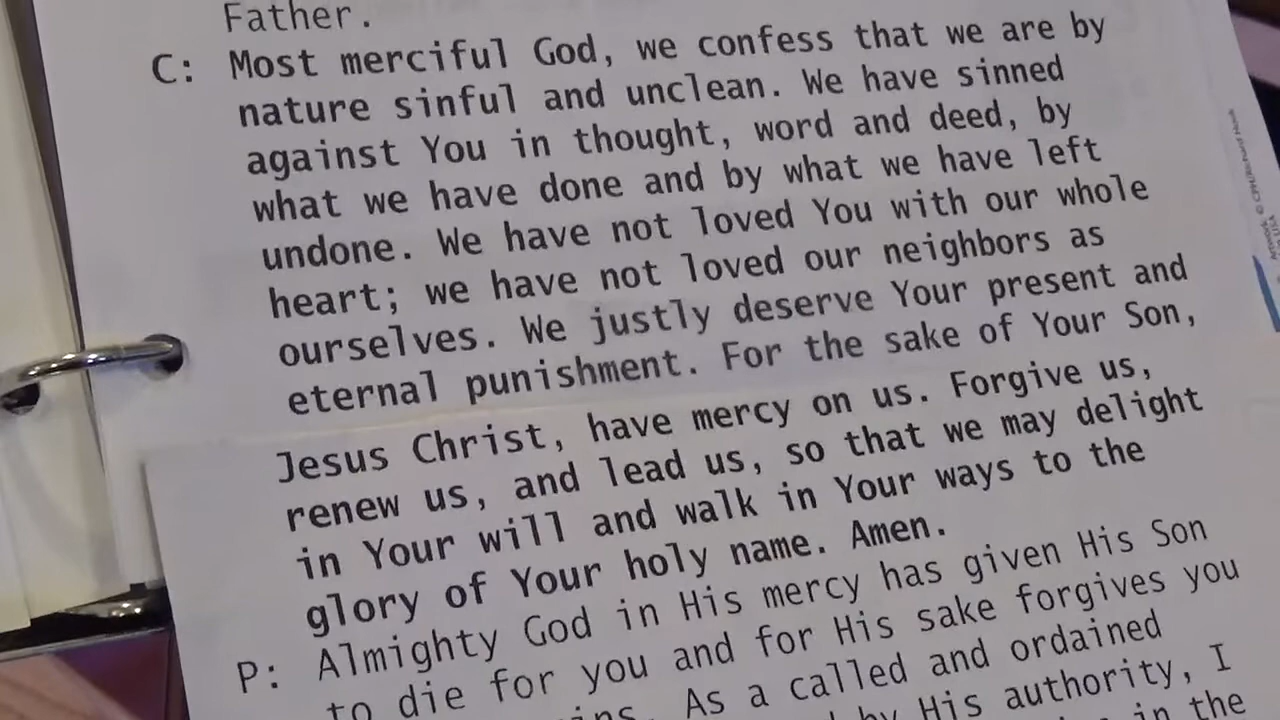 Father.
C: Most merciful God, we confess that we are by
nature sinful and unclean. We have sinned
against You in thought, word and deed, by
what we have done and by what we have left
undone. We have not loved You with our whole
heart; we have not loved our neighbors as
ourselves. We justly deserve Your present and
eternal punishment. For the sake of Your Son,
Jesus Christ, have mercy on us. Forgive us,
renew us, and lead us, so that we may delight
in Your will and walk in Your ways to the
glory of Your holy name. Amen.
P: Almighty God in His mercy has given His Son
to die for you and for His sake forgives you
As a called and ordained
by His authority, I
in the